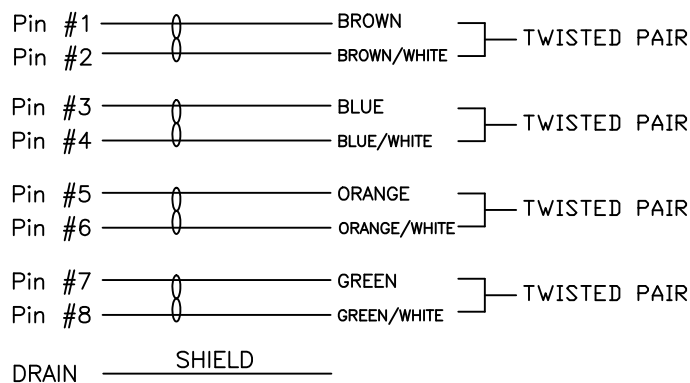 Pin #1 BROWN
TWISTED PAIR
Pin #2 BROWN/WHITE
Pin #3 BLUE
TWISTED PAIR
Pin #4 BLUE/WHITE
Pin #5 ORANGE
TWISTED PAIR
Pin #6 ORANGE/WHITE
Pin #7 GREEN
TWISTED PAIR
Pin #8 GREEN/WHITE
DRAIN SHIELD